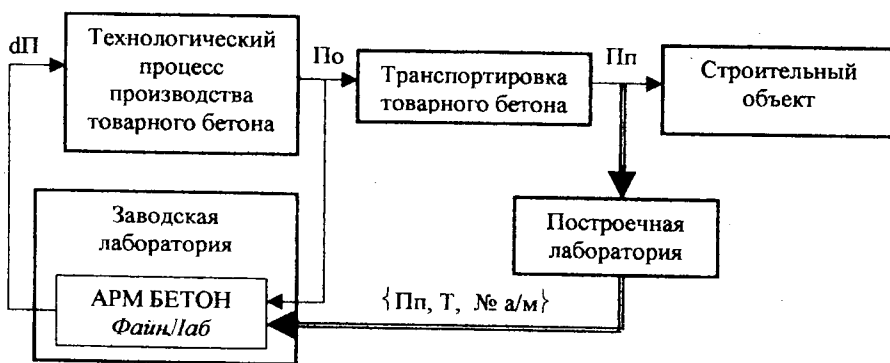 dП
Технологический
процесс
производства
товарного бетона
По
Транспортировка
товарного бетона
Пп
Строительный
объект
Заводская
лаборатория
АРМ БЕТОН
Файн/Лаб
Построечная
лаборатория
{Пп, Т, № а/м}